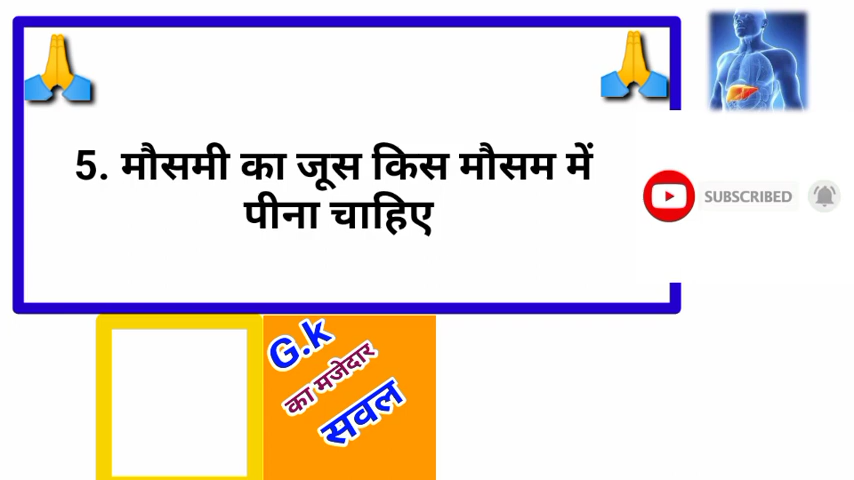 5. मौसमी का जूस किस मौसम में
पीना चाहिए
SUBSCRIBED
G.k
का मजेदार
सवल